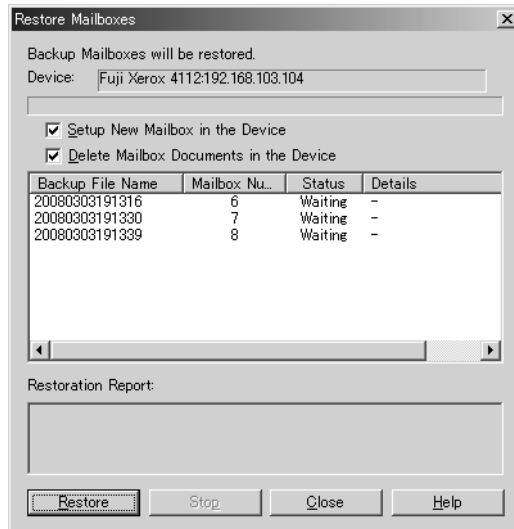 Restore Mailboxes
Backup Mailboxes will be restored.
Device: Fuji Xerox 4112:192.168.103.104
Setup New Mailbox in the Device
Delete Mailbox Documents in the Device
Backup File Name Mailbox Nu... Status Details
20080303191316 6 Waiting -
20080303191330 7 Waiting -
20080303191339 8 Waiting -
Restoration Report:
Restore Stop Close Help